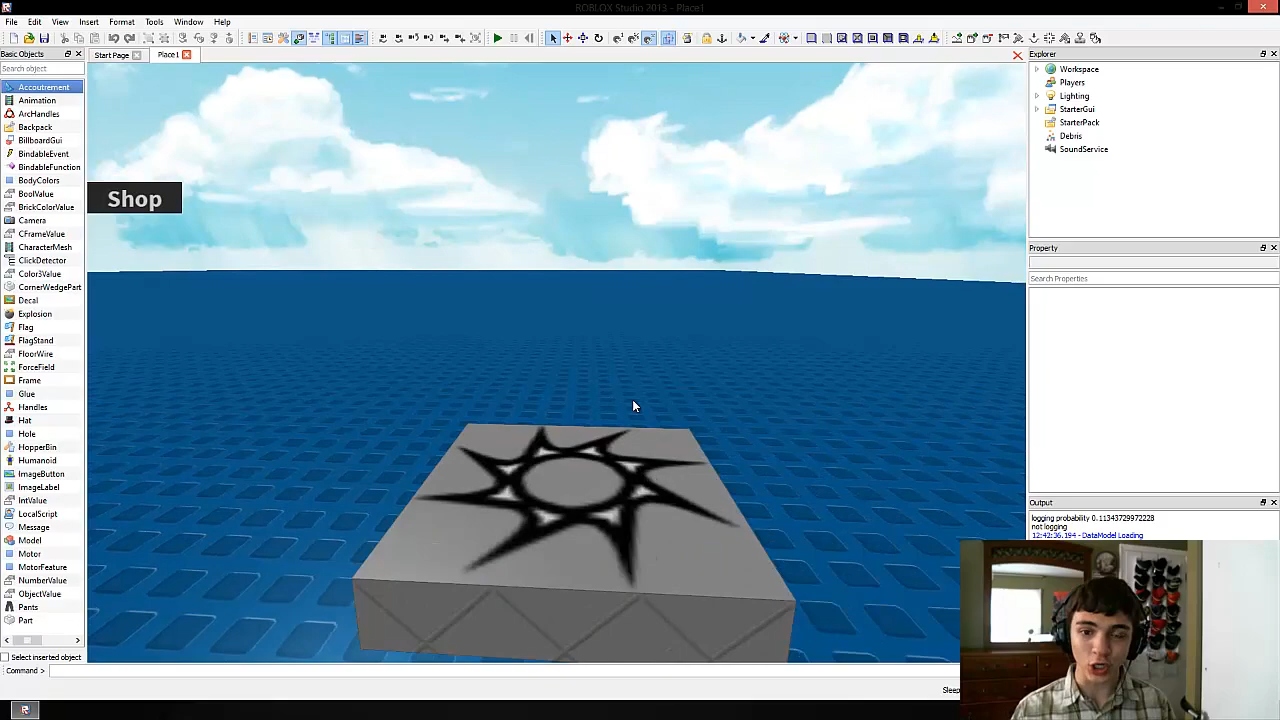 ROBLOX Studio 2013 - Place1
File Edit View Insert Format Tools Window Help
Basic Objects
Start Page
Place1
Explorer
Search object
Accoutrement
Animation
ArcHandles
Backpack
BillboardGui
BindableEvent
BindableFunction
BodyColors
BoolValue
BrickColorValue
Camera
CFrameValue
CharacterMesh
ClickDetector
Color3Value
CornerWedgePart
Decal
Explosion
Flag
FlagStand
FloorWire
ForceField
Frame
Glue
Handles
Hat
Hole
HopperBin
Humanoid
ImageButton
ImageLabel
IntValue
LocalScript
Message
Model
Motor
MotorFeature
NumberValue
ObjectValue
Pants
Part
Select inserted object
Command >
Shop
Workspace
Players
Lighting
StarterGui
StarterPack
Debris
SoundService
Property
Search Properties
Output
logging probability 0.11343729972228
not logging
12:42:36.194 - DataModel Loading
Sleep